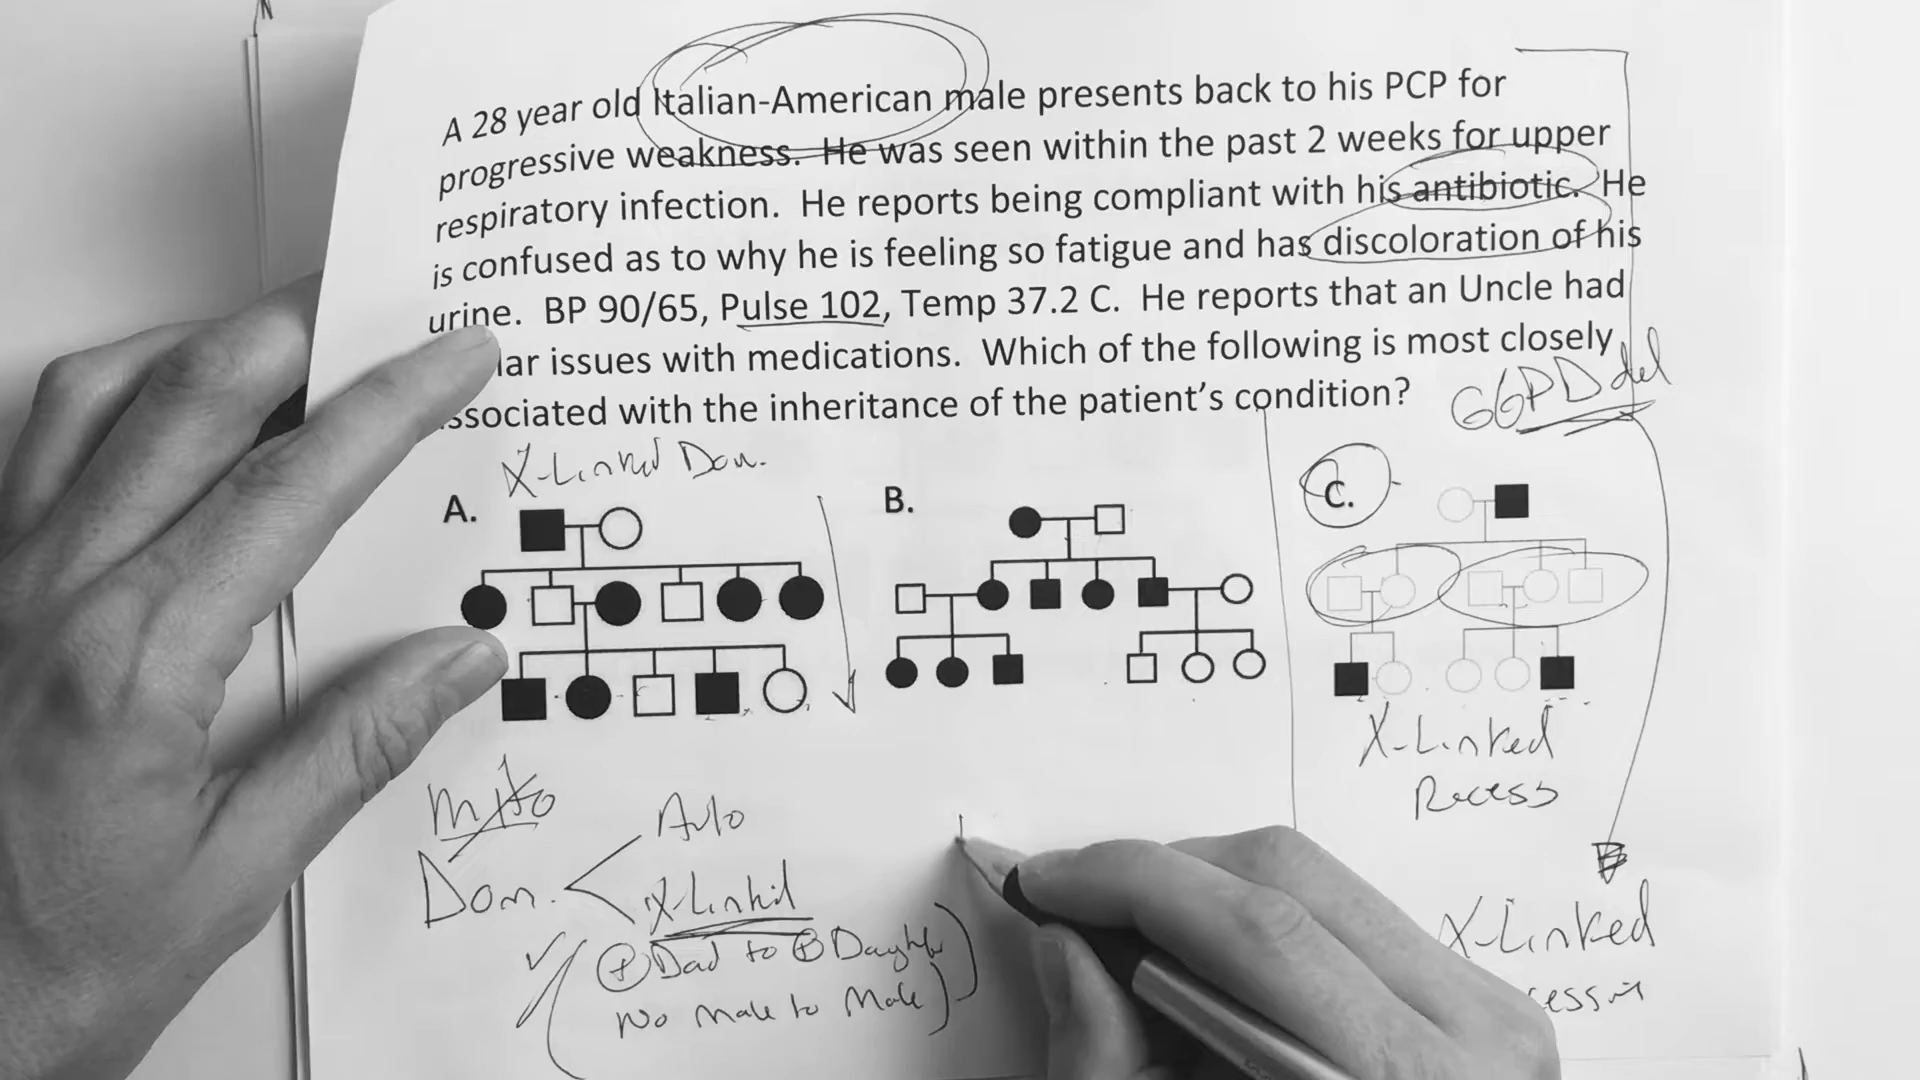 A 28 year old Italian-American male presents back to his PCP for
progressive weakness. He was seen within the past 2 weeks for upper
respiratory infection. He reports being compliant with his antibiotic. He
is confused as to why he is feeling so fatigue and has discoloration of his
urine. BP 90/65, Pulse 102, Temp 37.2 C. He reports that an Uncle had
lar issues with medications. Which of the following is most closely
ssociated with the inheritance of the patient's condition?
G6PD def
X-Linked Dom.
A.
B.
C.
X-Linked
Recess
Mito
Auto
Dom.
X-Linked
+ Dad to + Daughter
No Male to Male
X-Linked